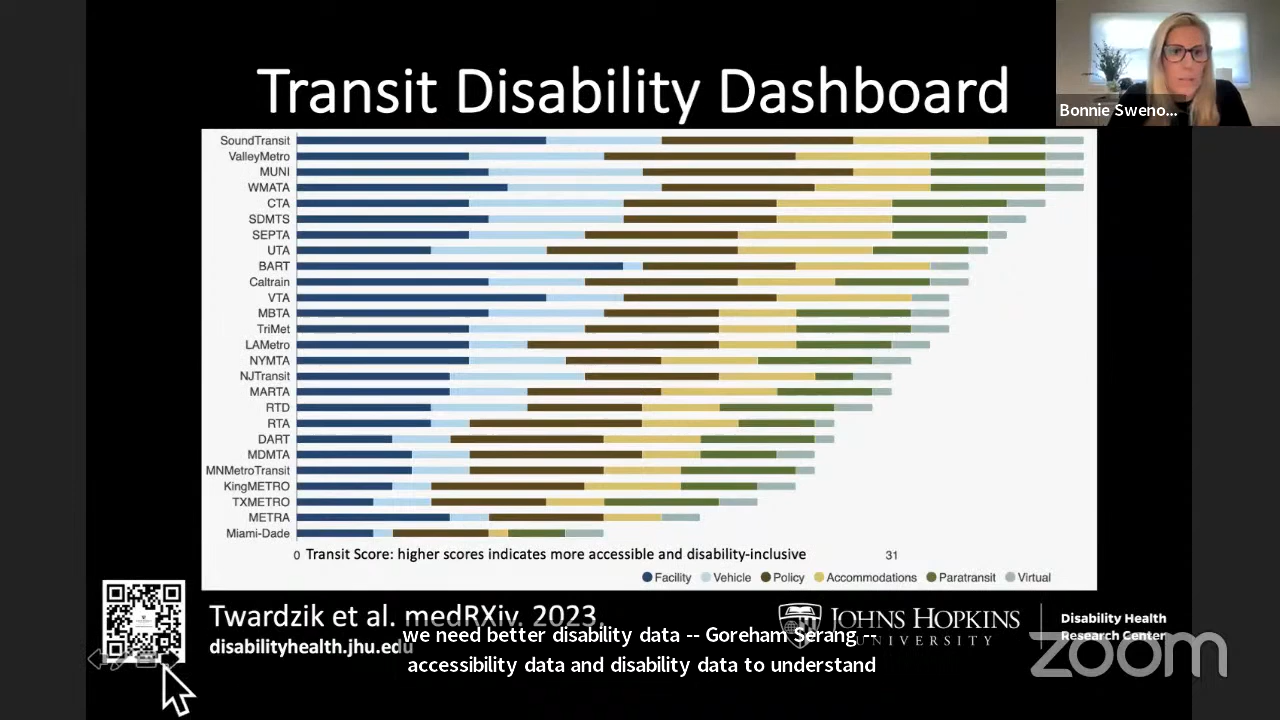 Transit Disability Dashboard
Bonnie Sweno...
SoundTransit
ValleyMetro
MUNI
WMATA
CTA
SDMTS
SEPTA
UTA
BART
Caltrain
VTA
MBTA
TriMet
LAMetro
NYMTA
NJTransit
MARTA
RTD
RTA
DART
MDMTA
MNMetroTransit
KingMETRO
TXMETRO
METRA
Miami-Dade
0 Transit Score: higher scores indicates more accessible and disability-inclusive 31
Facility Vehicle Policy Accommodations Paratransit Virtual
Twardzik et al. medRXiv. 2023.
disabilityhealth.jhu.edu
JOHNS HOPKINS
UNIVERSITY
Disability Health
Research Center
we need better disability data -- Goreham Serang --
accessibility data and disability data to understand
zoom